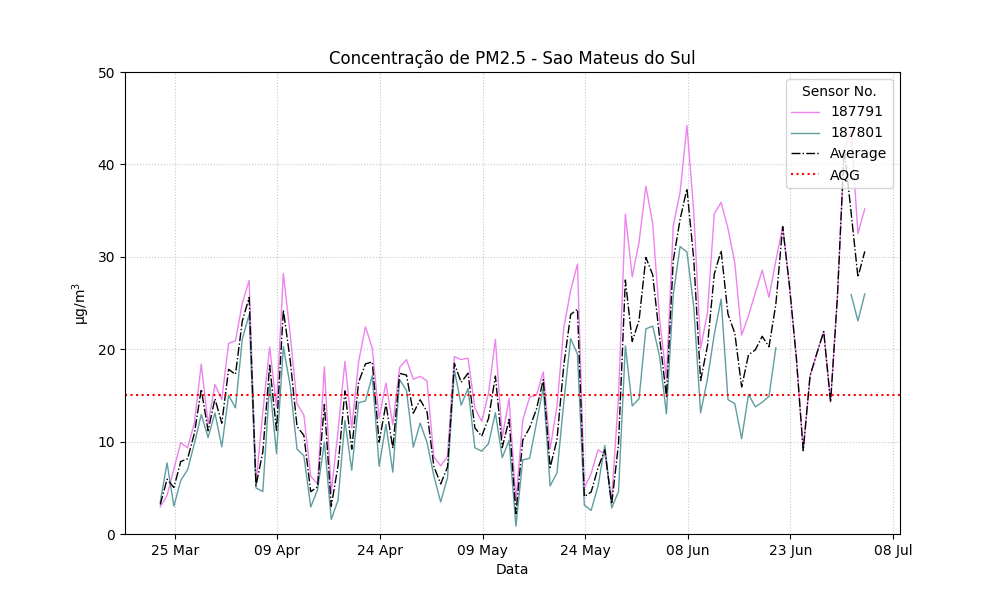 Concentração de PM2.5 - Sao Mateus do Sul
50
40
30
20
10
0
µg/m³
Sensor No.
187791
187801
Average
AQG
25 Mar
09 Apr
24 Apr
09 May
24 May
08 Jun
23 Jun
08 Jul
Data